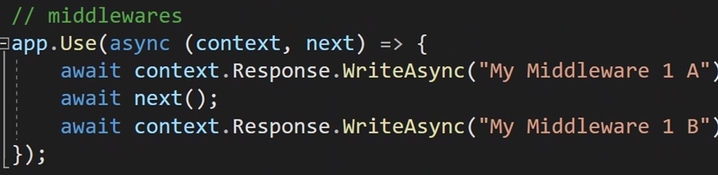 // middlewares
app.Use(async (context, next) => {
await context.Response.WriteAsync("My Middleware 1 A")
await next();
await context.Response.WriteAsync("My Middleware 1 B")
});